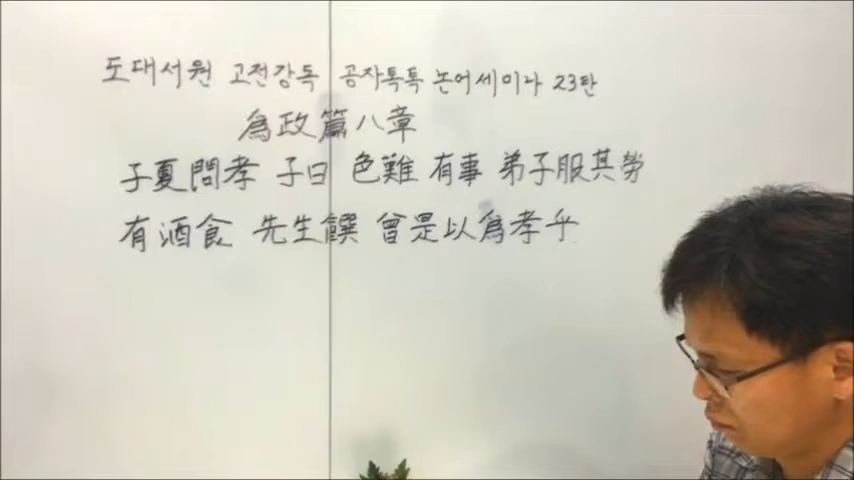 도대서원 고전강독 공자톡톡 논어세미나 23탄
為政篇八章
子夏問孝 子曰 色難 有事 弟子服其勞
有酒食 先生饌 曾是以為孝乎